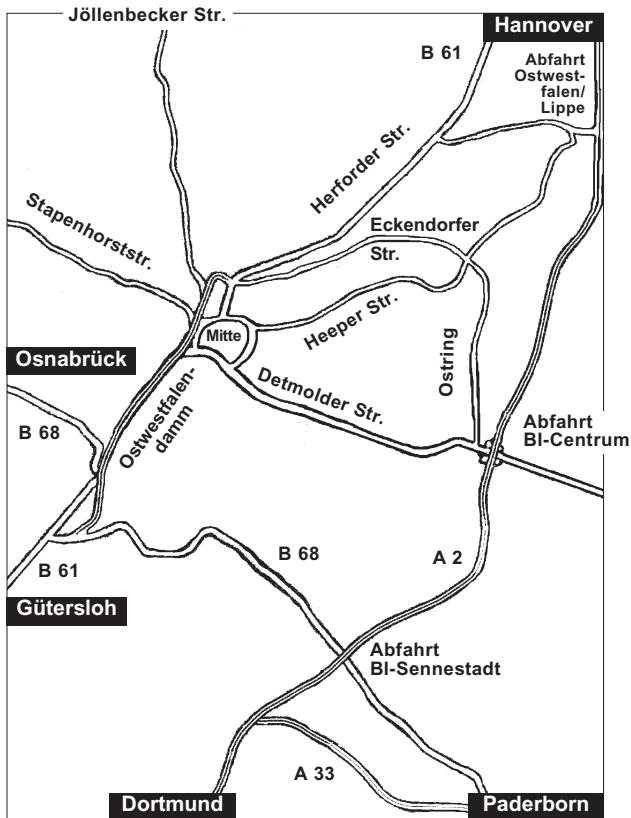 Jöllenbecker Str.
Hannover
B 61
Abfahrt
Ostwest-
falen/
Lippe
Herforder Str.
Stapenhorststr.
Eckendorfer
Str.
Heeper Str.
Mitte
Ostring
Osnabrück
Detmolder Str.
Ostwestfalen-
damm
Abfahrt
BI-Centrum
B 68
B 68
A 2
B 61
Gütersloh
Abfahrt
BI-Sennestadt
A 33
Dortmund
Paderborn